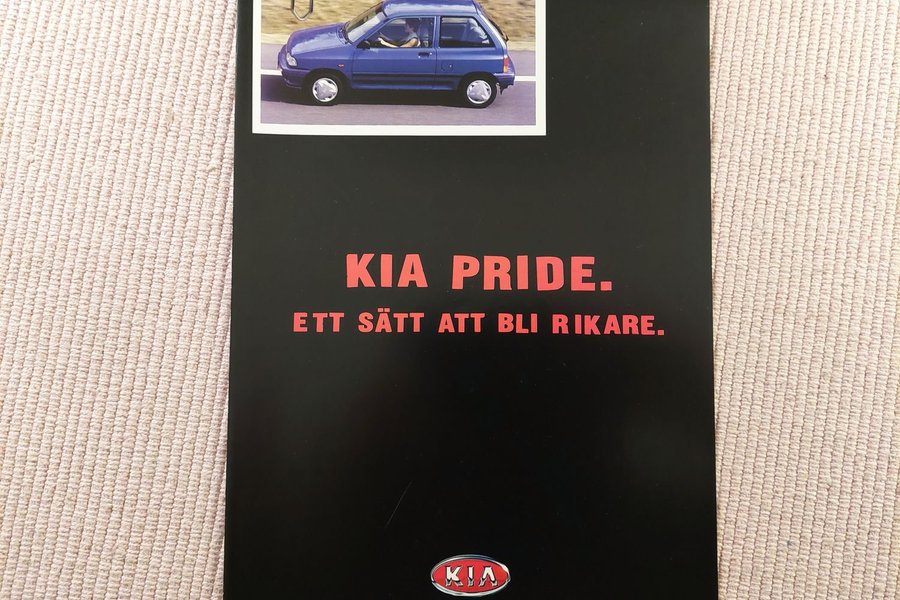 KIA PRIDE.
ETT SÄTT ATT BLI RIKARE.
KIA